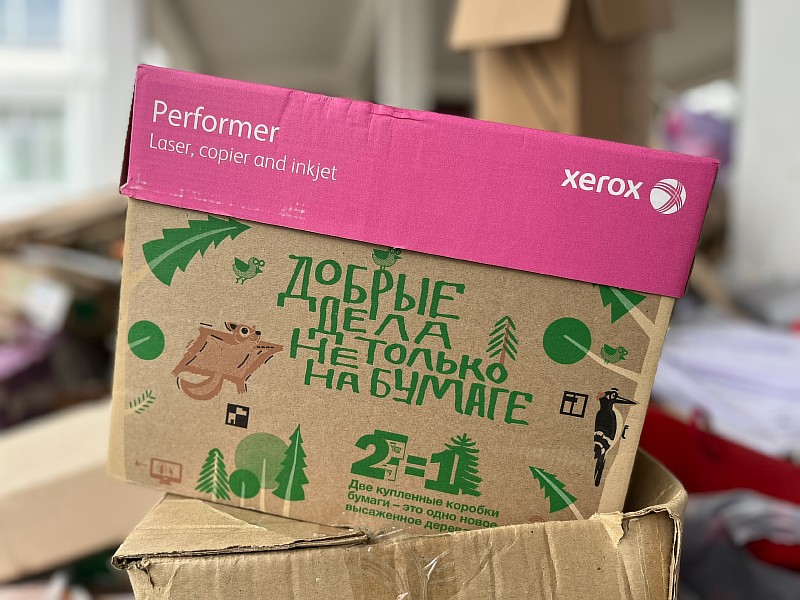 Performer
Laser, copier and inkjet
xerox
ДОБРЫЕ
ДЕЛА
НЕ ТОЛЬКО
НА БУМАГЕ
2=1
Две купленные коробки
бумаги – это одно новое
высаженное